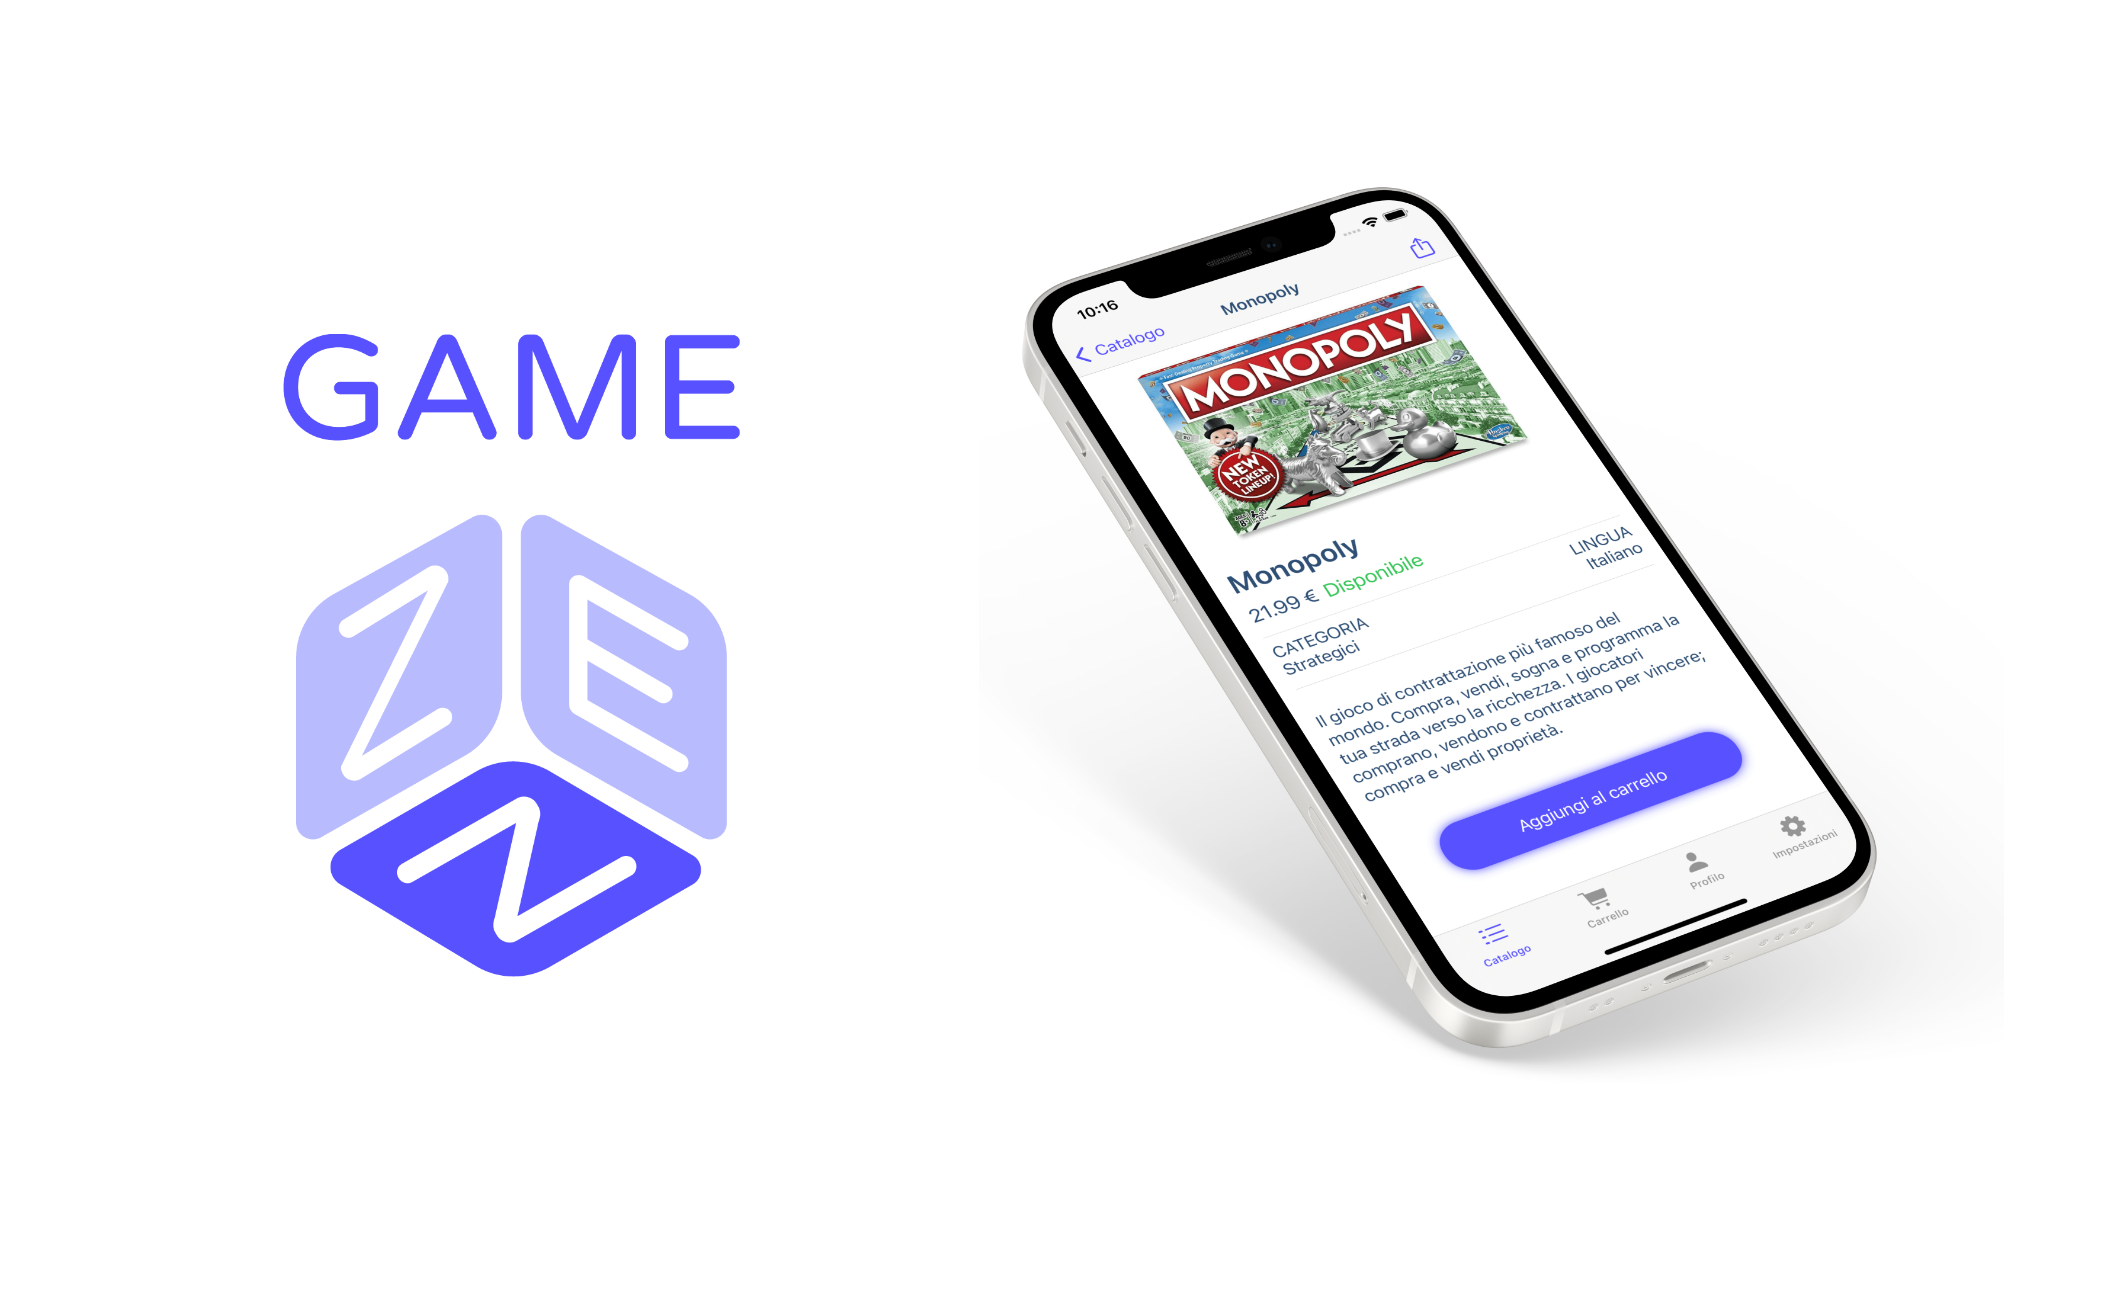 GAME
ZEN
10:16
Catalogo
Monopoly
MONOPOLY
NEW
TOKEN
LINEUP!
Hasbro
Monopoly
21.99 € Disponibile
CATEGORIA
Strategici
LINGUA
Italiano
Il gioco di contrattazione più famoso del
mondo. Compra, vendi, sogna e programma la
tua strada verso la ricchezza. I giocatori
comprano, vendono e contrattano per vincere;
compra e vendi proprietà.
Aggiungi al carrello
Catalogo
Carrello
Profilo
Impostazioni